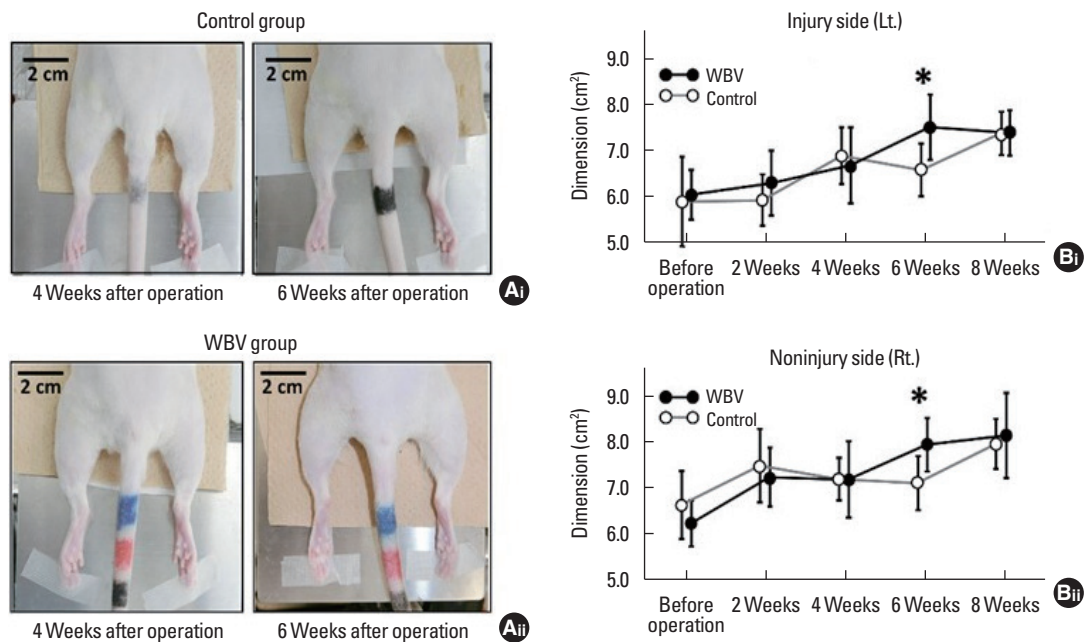 Control group
2 cm
2 cm
4 Weeks after operation
6 Weeks after operation
Ai
WBV group
2 cm
2 cm
4 Weeks after operation
6 Weeks after operation
Aii
Injury side (Lt.)
Dimension (cm²)
9.0
8.0
7.0
6.0
5.0
WBV
Control
*
Before
operation
2 Weeks
4 Weeks
6 Weeks
8 Weeks
Bi
Noninjury side (Rt.)
Dimension (cm²)
9.0
8.0
7.0
6.0
5.0
WBV
Control
*
Before
operation
2 Weeks
4 Weeks
6 Weeks
8 Weeks
Bii